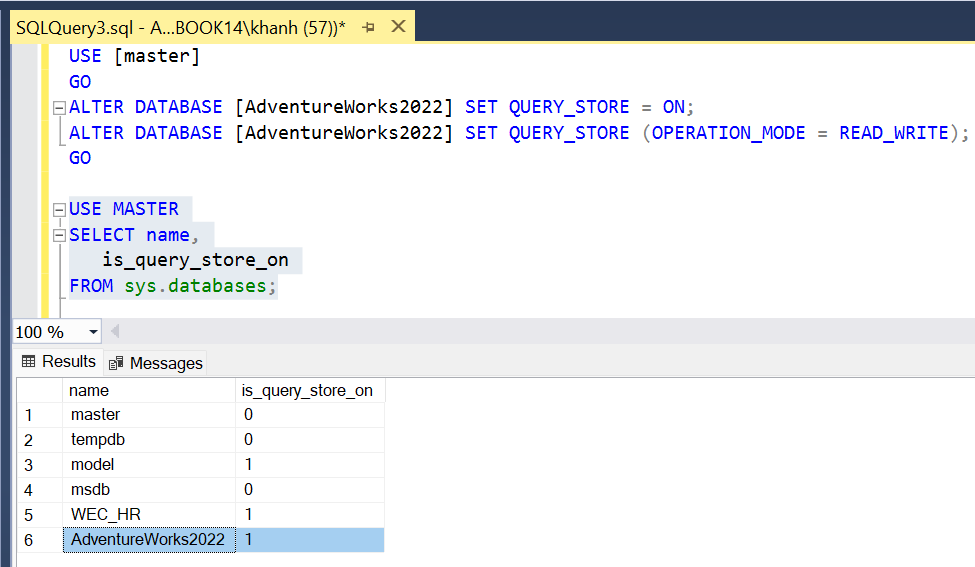 SQLQuery3.sql - A...BOOK14\khanh (57))*
USE [master]
GO
ALTER DATABASE [AdventureWorks2022] SET QUERY_STORE = ON;
ALTER DATABASE [AdventureWorks2022] SET QUERY_STORE (OPERATION_MODE = READ_WRITE);
GO
USE MASTER
SELECT name,
is_query_store_on
FROM sys.databases;
100 %
Results Messages
name is_query_store_on
1 master 0
2 tempdb 0
3 model 1
4 msdb 0
5 WEC_HR 1
6 AdventureWorks2022 1